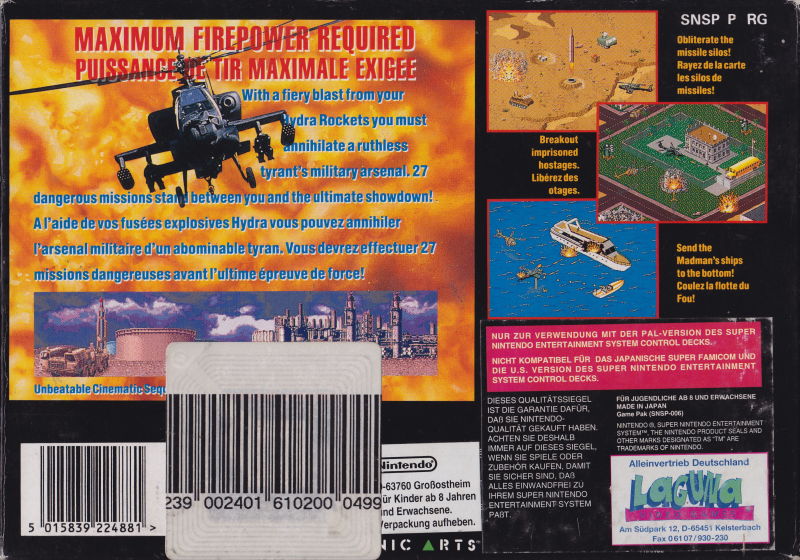 MAXIMUM FIREPOWER REQUIRED
PUISSANCE DE TIR MAXIMALE EXIGEE
With a fiery blast from your
Hydra Rockets you must
annihilate a ruthless
tyrant's military arsenal. 27
dangerous missions stand between you and the ultimate showdown!
A l'aide de vos fusées explosives Hydra vous pouvez annihiler
l'arsenal militaire d'un abominable tyran. Vous devrez effectuer 27
missions dangereuses avant l'ultime épreuve de force!
Unbeatable Cinematic
SNSP P RG
Obliterate the
missile silos!
Rayez de la carte
les silos de
missiles!
Breakout
imprisoned
hostages.
Libérez des
otages.
Send the
Madman's ships
to the bottom!
Coulez la flotte du
Fou!
NUR ZUR VERWENDUNG MIT DER PAL-VERSION DES SUPER
NINTENDO ENTERTAINMENT SYSTEM CONTROL DECKS.
NICHT KOMPATIBEL FÜR DAS JAPANISCHE SUPER FAMICOM UND
DIE U.S. VERSION DES SUPER NINTENDO ENTERTAINMENT
SYSTEM CONTROL DECKS.
DIESES QUALITÄTSSIEGEL
IST DIE GARANTIE DAFÜR,
DAß SIE NINTENDO-
QUALITÄT GEKAUFT HABEN.
ACHTEN SIE DESHALB
IMMER AUF DIESES SIEGEL,
WENN SIE SPIELE ODER
ZUBEHÖR KAUFEN, DAMIT
SIE SICHER SIND, DAß
ALLES EINWANDFREI ZU
IHREM SUPER NINTENDO
ENTERTAINMENT SYSTEM
PAßT.
FÜR JUGENDLICHE AB 8 UND ERWACHSENE
MADE IN JAPAN
Game Pak (SNSP-006)
NINTENDO ®, SUPER NINTENDO ENTERTAINMENT
SYSTEM™, THE NINTENDO PRODUCT SEALS AND
OTHER MARKS DESIGNATED AS "TM" ARE
TRADEMARKS OF NINTENDO.
Alleinvertrieb Deutschland
LAGUNA
Am Südpark 12, D-65451 Kelsterbach
Fax 06107/930-230
5 015839 224881 >
239 002401 610200 0499
Nintendo
-63760 Großostheim
für Kinder ab 8 Jahren
und Erwachsene.
Verpackung aufheben.
NIC ARTS